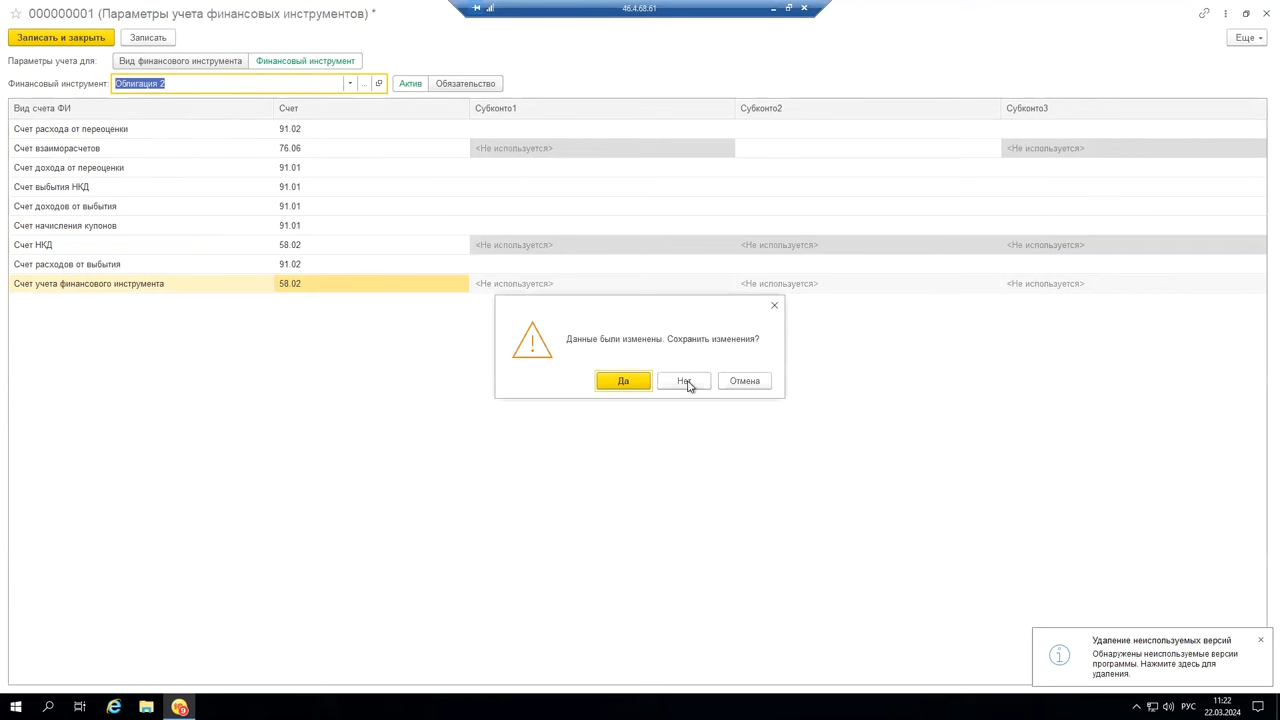 000000001 (Параметры учета финансовых инструментов) *
46.4.68.61
Записать и закрыть
Записать
Еще
Параметры учета для:
Вид финансового инструмента
Финансовый инструмент
Финансовый инструмент:
Облигация 2
...
Актив
Обязательство
Вид счета ФИ
Счет
Субконто1
Субконто2
Субконто3
Счет расхода от переоценки
91.02
Счет взаиморасчетов
76.06
<Не используется>
<Не используется>
Счет дохода от переоценки
91.01
Счет выбытия НКД
91.01
Счет доходов от выбытия
91.01
Счет начисления купонов
91.01
Счет НКД
58.02
<Не используется>
<Не используется>
<Не используется>
Счет расходов от выбытия
91.02
Счет учета финансового инструмента
58.02
<Не используется>
<Не используется>
<Не используется>
Данные были изменены. Сохранить изменения?
Да
Нет
Отмена
Удаление неиспользуемых версий
Обнаружены неиспользуемые версии
программы. Нажмите здесь для
удаления.
РУС
11:22
22.03.2024